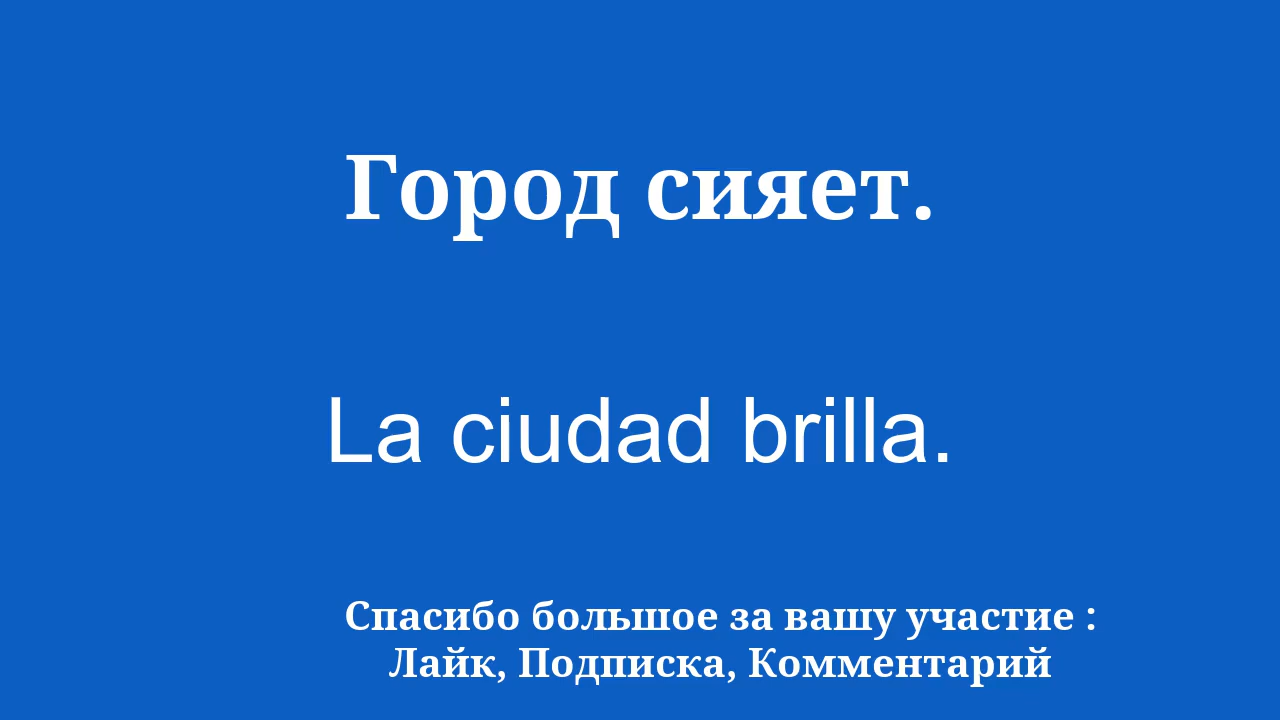 Город сияет.
La ciudad brilla.
Спасибо большое за вашу участие :
Лайк, Подписка, Комментарий